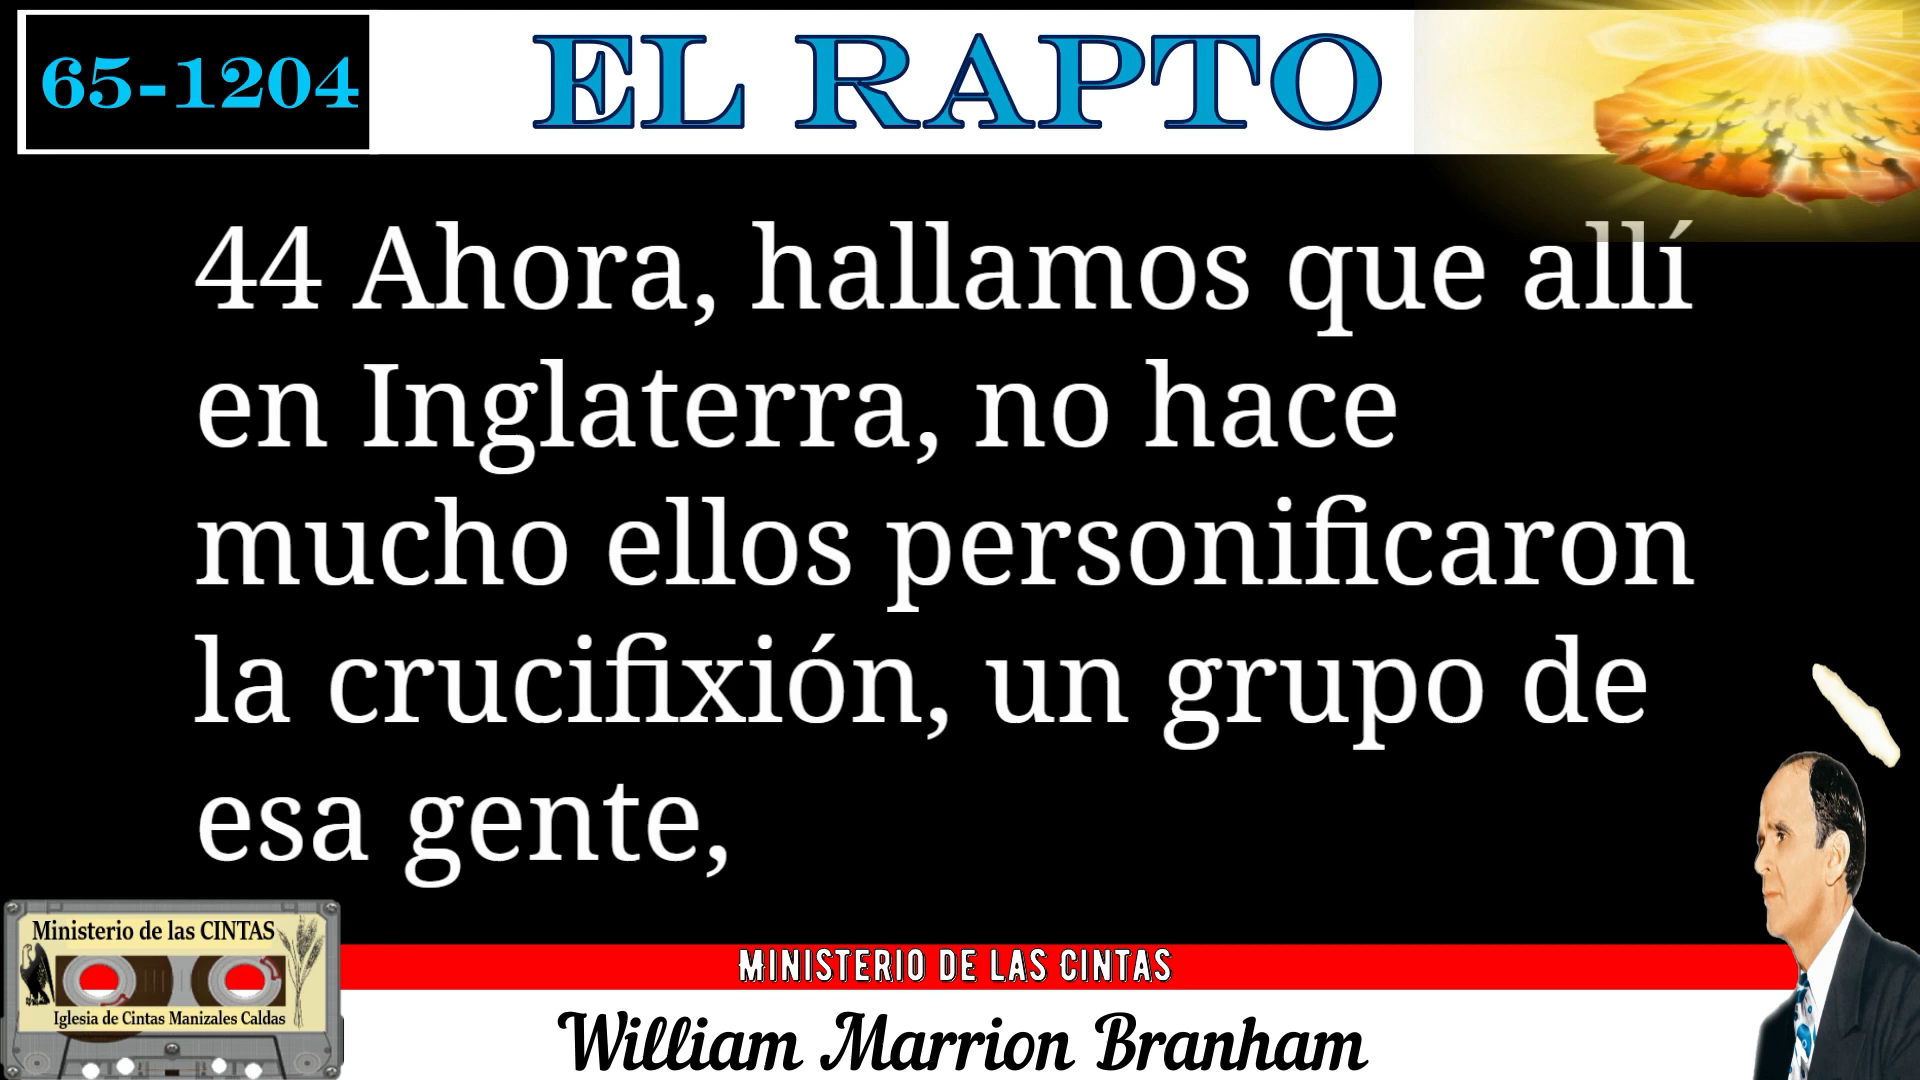 65-1204
EL RAPTO
44 Ahora, hallamos que allí
en Inglaterra, no hace
mucho ellos personificaron
la crucifixión, un grupo de
esa gente,
Ministerio de las CINTAS
Iglesia de Cintas Manizales Caldas
MINISTERIO DE LAS CINTAS
William Marrion Branham